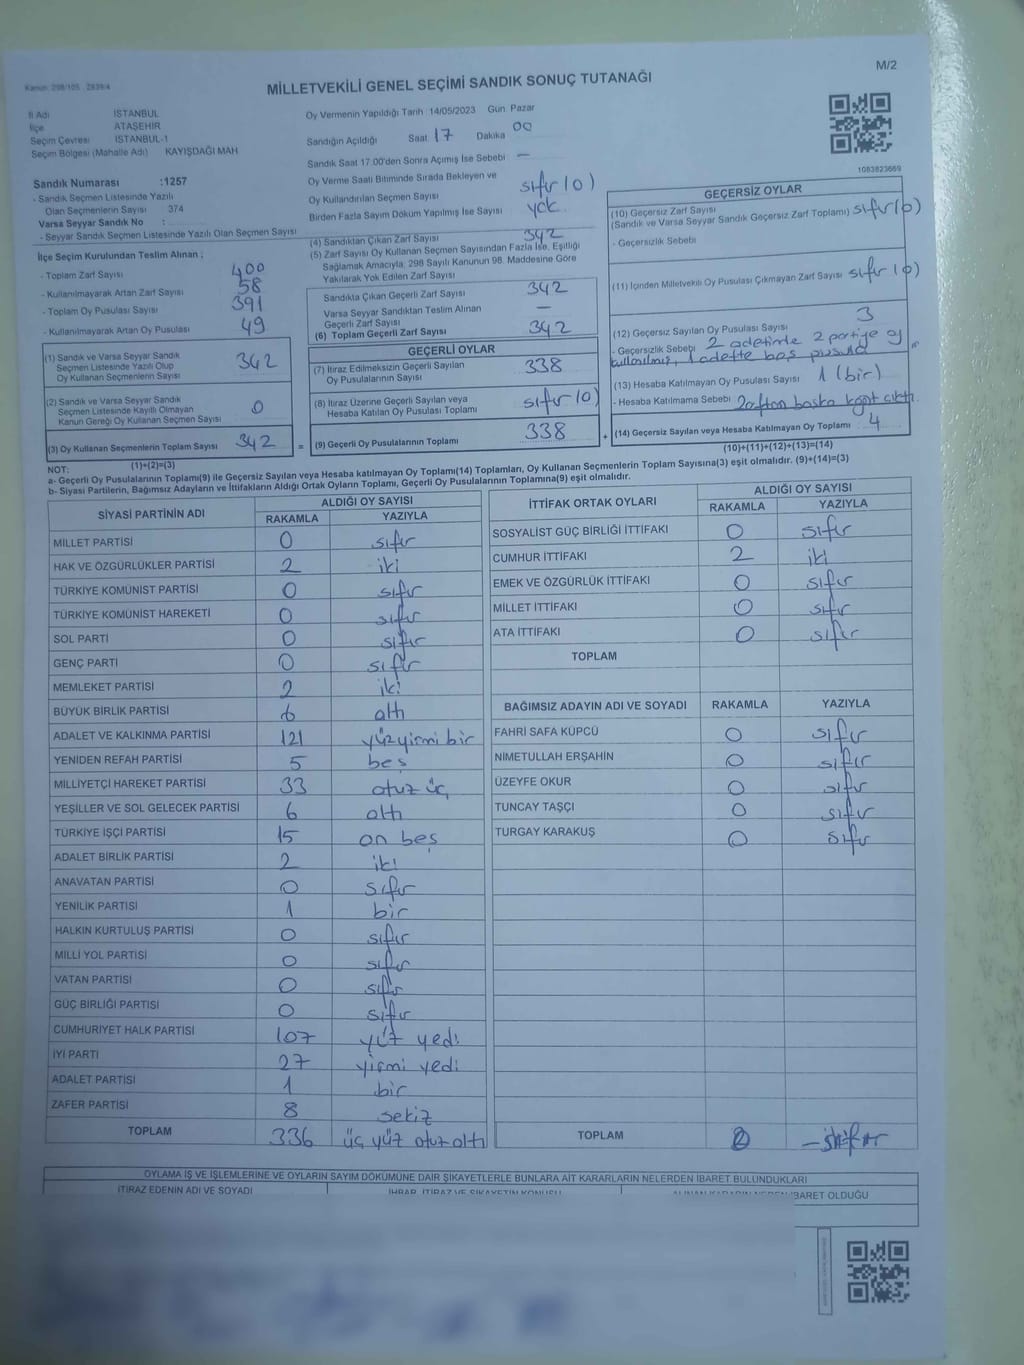 Kanun: 298/105 , 2839/4
M/2
MİLLETVEKİLİ GENEL SEÇİMİ SANDIK SONUÇ TUTANAĞI
İl Adı İSTANBUL
İlçe ATAŞEHİR
Seçim Çevresi İSTANBUL-1
Seçim Bölgesi (Mahalle Adı) KAYIŞDAĞI MAH
Sandık Numarası :1257
- Sandık Seçmen Listesinde Yazılı
Olan Seçmenlerin Sayısı 374
Varsa Seyyar Sandık No :
- Seyyar Sandık Seçmen Listesinde Yazılı Olan Seçmen Sayısı
İlçe Seçim Kurulundan Teslim Alınan ;
- Toplam Zarf Sayısı 400
- Kullanılmayarak Artan Zarf Sayısı 58
- Toplam Oy Pusulası Sayısı 391
- Kullanılmayarak Artan Oy Pusulası 49
(1) Sandık ve Varsa Seyyar Sandık
Seçmen Listesinde Yazılı Olup
Oy Kullanan Seçmenlerin Sayısı 342
(2) Sandık ve Varsa Seyyar Sandık
Seçmen Listesinde Kayıtlı Olmayan
Kanun Gereği Oy Kullanan Seçmen Sayısı 0
(3) Oy Kullanan Seçmenlerin Toplam Sayısı 342 =
(1)+(2)=(3)
Oy Vermenin Yapıldığı Tarih 14/05/2023 Gün Pazar
Sandığın Açıldığı Saat 17 Dakika 00
Sandık Saat 17:00'den Sonra Açımış İse Sebebi —
Oy Verme Saati Bitiminde Sırada Bekleyen ve
Oy Kullandırılan Seçmen Sayısı sıfır (0)
Birden Fazla Sayım Döküm Yapılmış İse Sayısı yok
(4) Sandıktan Çıkan Zarf Sayısı 342
(5) Zarf Sayısı Oy Kullanan Seçmen Sayısından Fazla İse, Eşitliği
Sağlamak Amacıyla; 298 Sayılı Kanunun 98. Maddesine Göre
Yakılarak Yok Edilen Zarf Sayısı
Sandıkta Çıkan Geçerli Zarf Sayısı 342
Varsa Seyyar Sandıktan Teslim Alınan
Geçerli Zarf Sayısı —
(6) Toplam Geçerli Zarf Sayısı 342
GEÇERLİ OYLAR
(7) İtiraz Edilmeksizin Geçerli Sayılan
Oy Pusulalarının Sayısı 338
(8) İtiraz Üzerine Geçerli Sayılan veya
Hesaba Katılan Oy Pusulası Toplamı sıfır (0)
(9) Geçerli Oy Pusulalarının Toplamı 338 +
1083823669
GEÇERSİZ OYLAR
(10) Geçersiz Zarf Sayısı
(Sandık ve Varsa Seyyar Sandık Geçersiz Zarf Toplamı) sıfır (0)
- Geçersizlik Sebebi
(11) İçinden Milletvekili Oy Pusulası Çıkmayan Zarf Sayısı sıfır (0)
(12) Geçersiz Sayılan Oy Pusulası Sayısı 3
- Geçersizlik Sebebi 2 adetinde 2 partiye oy
kullanılmış, 1 adette boş pusula
(13) Hesaba Katılmayan Oy Pusulası Sayısı 1 (bir)
- Hesaba Katılmama Sebebi
(14) Geçersiz Sayılan veya Hesaba Katılmayan Oy Toplamı 4
(10)+(11)+(12)+(13)=(14)
NOT:
a- Geçerli Oy Pusulalarının Toplamı(9) ile Geçersiz Sayılan veya Hesaba katılmayan Oy Toplamı(14) Toplamları, Oy Kullanan Seçmenlerin Toplam Sayısına(3) eşit olmalıdır. (9)+(14)=(3)
b- Siyasi Partilerin, Bağımsız Adayların ve İttifakların Aldığı Ortak Oyların Toplamı, Geçerli Oy Pusulalarının Toplamına(9) eşit olmalıdır.
SİYASİ PARTİNİN ADI ALDIĞI OY SAYISI
RAKAMLA YAZIYLA
MİLLET PARTİSİ 0 sıfır
HAK VE ÖZGÜRLÜKLER PARTİSİ 2 iki
TÜRKİYE KOMÜNİST PARTİSİ 0 sıfır
TÜRKİYE KOMÜNİST HAREKETİ 0 sıfır
SOL PARTİ 0 sıfır
GENÇ PARTİ 0 sıfır
MEMLEKET PARTİSİ 2 iki
BÜYÜK BİRLİK PARTİSİ 6 altı
ADALET VE KALKINMA PARTİSİ 121 yüz yirmi bir
YENİDEN REFAH PARTİSİ 5 beş
MİLLİYETÇİ HAREKET PARTİSİ 33 otuz üç
YEŞİLLER VE SOL GELECEK PARTİSİ 6 altı
TÜRKİYE İŞÇİ PARTİSİ 15 on beş
ADALET BİRLİK PARTİSİ 2 iki
ANAVATAN PARTİSİ 0 sıfır
YENİLİK PARTİSİ 1 bir
HALKIN KURTULUŞ PARTİSİ 0 sıfır
MİLLİ YOL PARTİSİ 0 sıfır
VATAN PARTİSİ 0 sıfır
GÜÇ BİRLİĞİ PARTİSİ 0 sıfır
CUMHURİYET HALK PARTİSİ 107 yüz yedi
İYİ PARTİ 27 yirmi yedi
ADALET PARTİSİ 1 bir
ZAFER PARTİSİ 8 sekiz
TOPLAM 336 üç yüz otuz altı
İTTİFAK ORTAK OYLARI ALDIĞI OY SAYISI
RAKAMLA YAZIYLA
SOSYALİST GÜÇ BİRLİĞİ İTTİFAKI 0 sıfır
CUMHUR İTTİFAKI 2 iki
EMEK VE ÖZGÜRLÜK İTTİFAKI 0 sıfır
MİLLET İTTİFAKI 0 sıfır
ATA İTTİFAKI 0 sıfır
TOPLAM
BAĞIMSIZ ADAYIN ADI VE SOYADI RAKAMLA YAZIYLA
FAHRİ SAFA KÜPCÜ 0 sıfır
NİMETULLAH ERŞAHİN 0 sıfır
ÜZEYFE OKUR 0 sıfır
TUNCAY TAŞÇI 0 sıfır
TURGAY KARAKUŞ 0 sıfır
TOPLAM
OYLAMA İŞ VE İŞLEMLERİNE VE OYLARIN SAYIM DÖKÜMÜNE DAİR ŞİKAYETLERLE BUNLARA AİT KARARLARIN NELERDEN İBARET BULUNDUKLARI
İTİRAZ EDENİN ADI VE SOYADI İHBAR, İTİRAZ VE ŞİKAYETİN KONUSU İBARET OLDUĞU